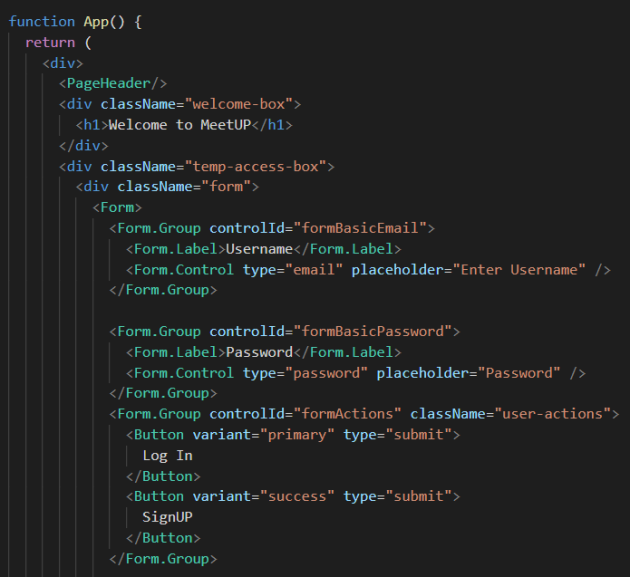 function App() {
  return (
    <div>
      <PageHeader/>
      <div className="welcome-box">
        <h1>Welcome to MeetUP</h1>
      </div>
      <div className="temp-access-box">
        <div className="form">
          <Form>
            <Form.Group controlId="formBasicEmail">
              <Form.Label>Username</Form.Label>
              <Form.Control type="email" placeholder="Enter Username" />
            </Form.Group>

            <Form.Group controlId="formBasicPassword">
              <Form.Label>Password</Form.Label>
              <Form.Control type="password" placeholder="Password" />
            </Form.Group>
            <Form.Group controlId="formActions" className="user-actions">
              <Button variant="primary" type="submit">
                Log In
              </Button>
              <Button variant="success" type="submit">
                SignUP
              </Button>
            </Form.Group>